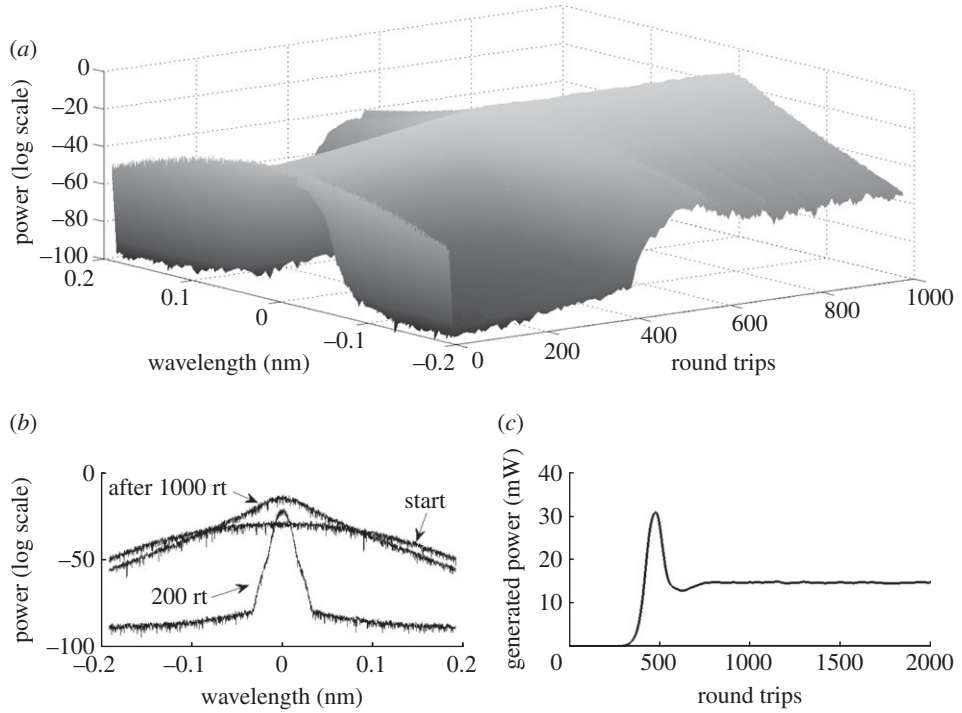 (a)
power (log scale)
0
−20
−40
−60
−80
−100
0.2
0.1
0
−0.1
−0.2
wavelength (nm)
0
200
400
600
800
1000
round trips
(b)
power (log scale)
0
−50
−100
after 1000 rt
start
200 rt
−0.2
−0.1
0
0.1
0.2
wavelength (nm)
(c)
generated power (mW)
40
30
20
10
0
500
1000
1500
2000
round trips